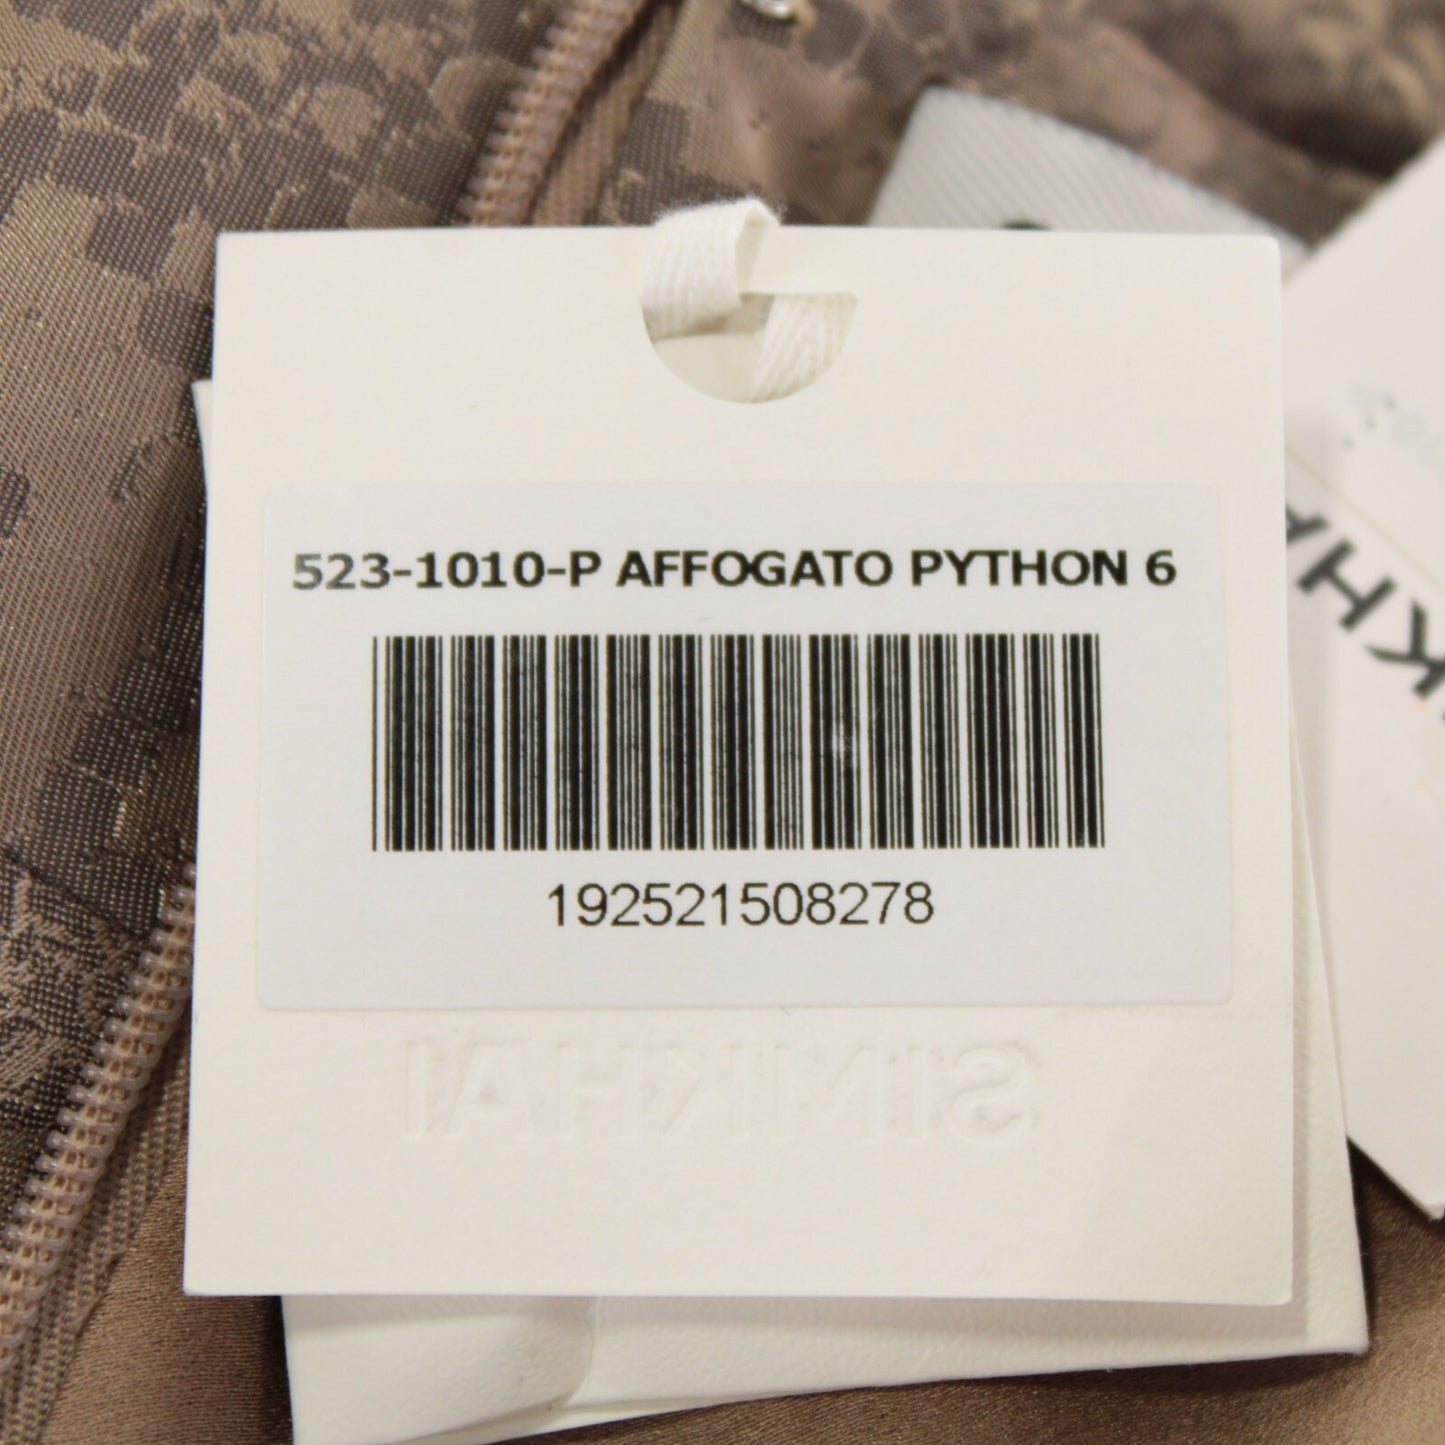 523-1010-P AFFOGATO PYTHON 6
192521508278
SIMKHAI